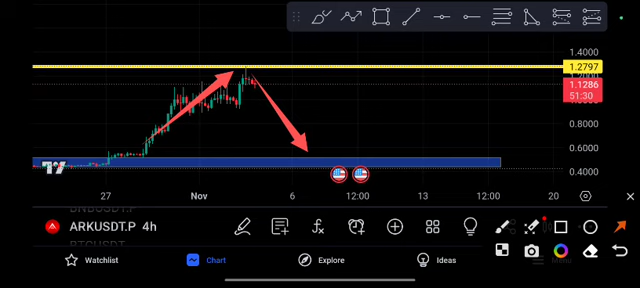 1.4000
1.2797
1.1286
51:30
0.8000
0.6000
0.4000
27 Nov 6 12:00 13 12:00 20
ARKUSDT.P 4h
Watchlist Chart Explore Ideas